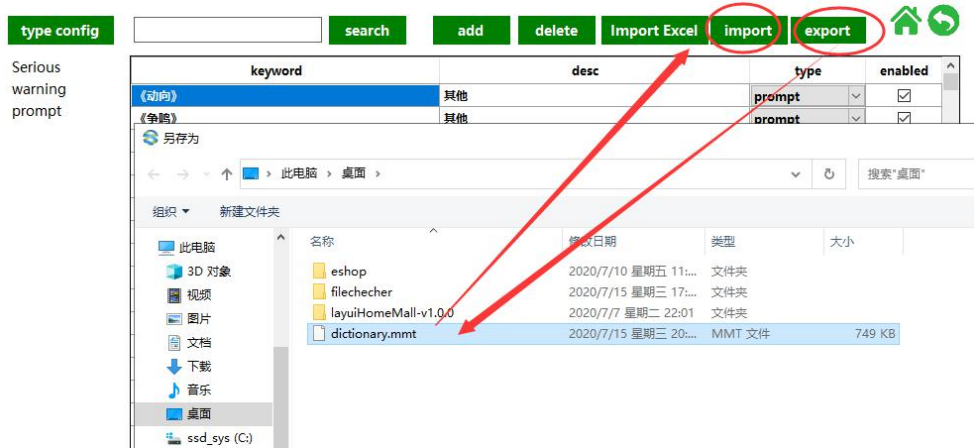 type config search add delete Import Excel import export
Serious
warning
prompt
keyword desc type enabled
《动向》 其他 prompt
《争鸣》 其他 prompt
另存为
此电脑 › 桌面 › 搜索"桌面"
组织 新建文件夹
名称 修改日期 类型 大小
此电脑
3D 对象
视频
图片
文档
下载
音乐
桌面
ssd_sys (C:)
eshop 2020/7/10 星期五 11:... 文件夹
filechecher 2020/7/15 星期三 17:... 文件夹
layuiHomeMall-v1.0.0 2020/7/7 星期二 22:01 文件夹
dictionary.mmt 2020/7/15 星期三 20:... MMT 文件 749 KB